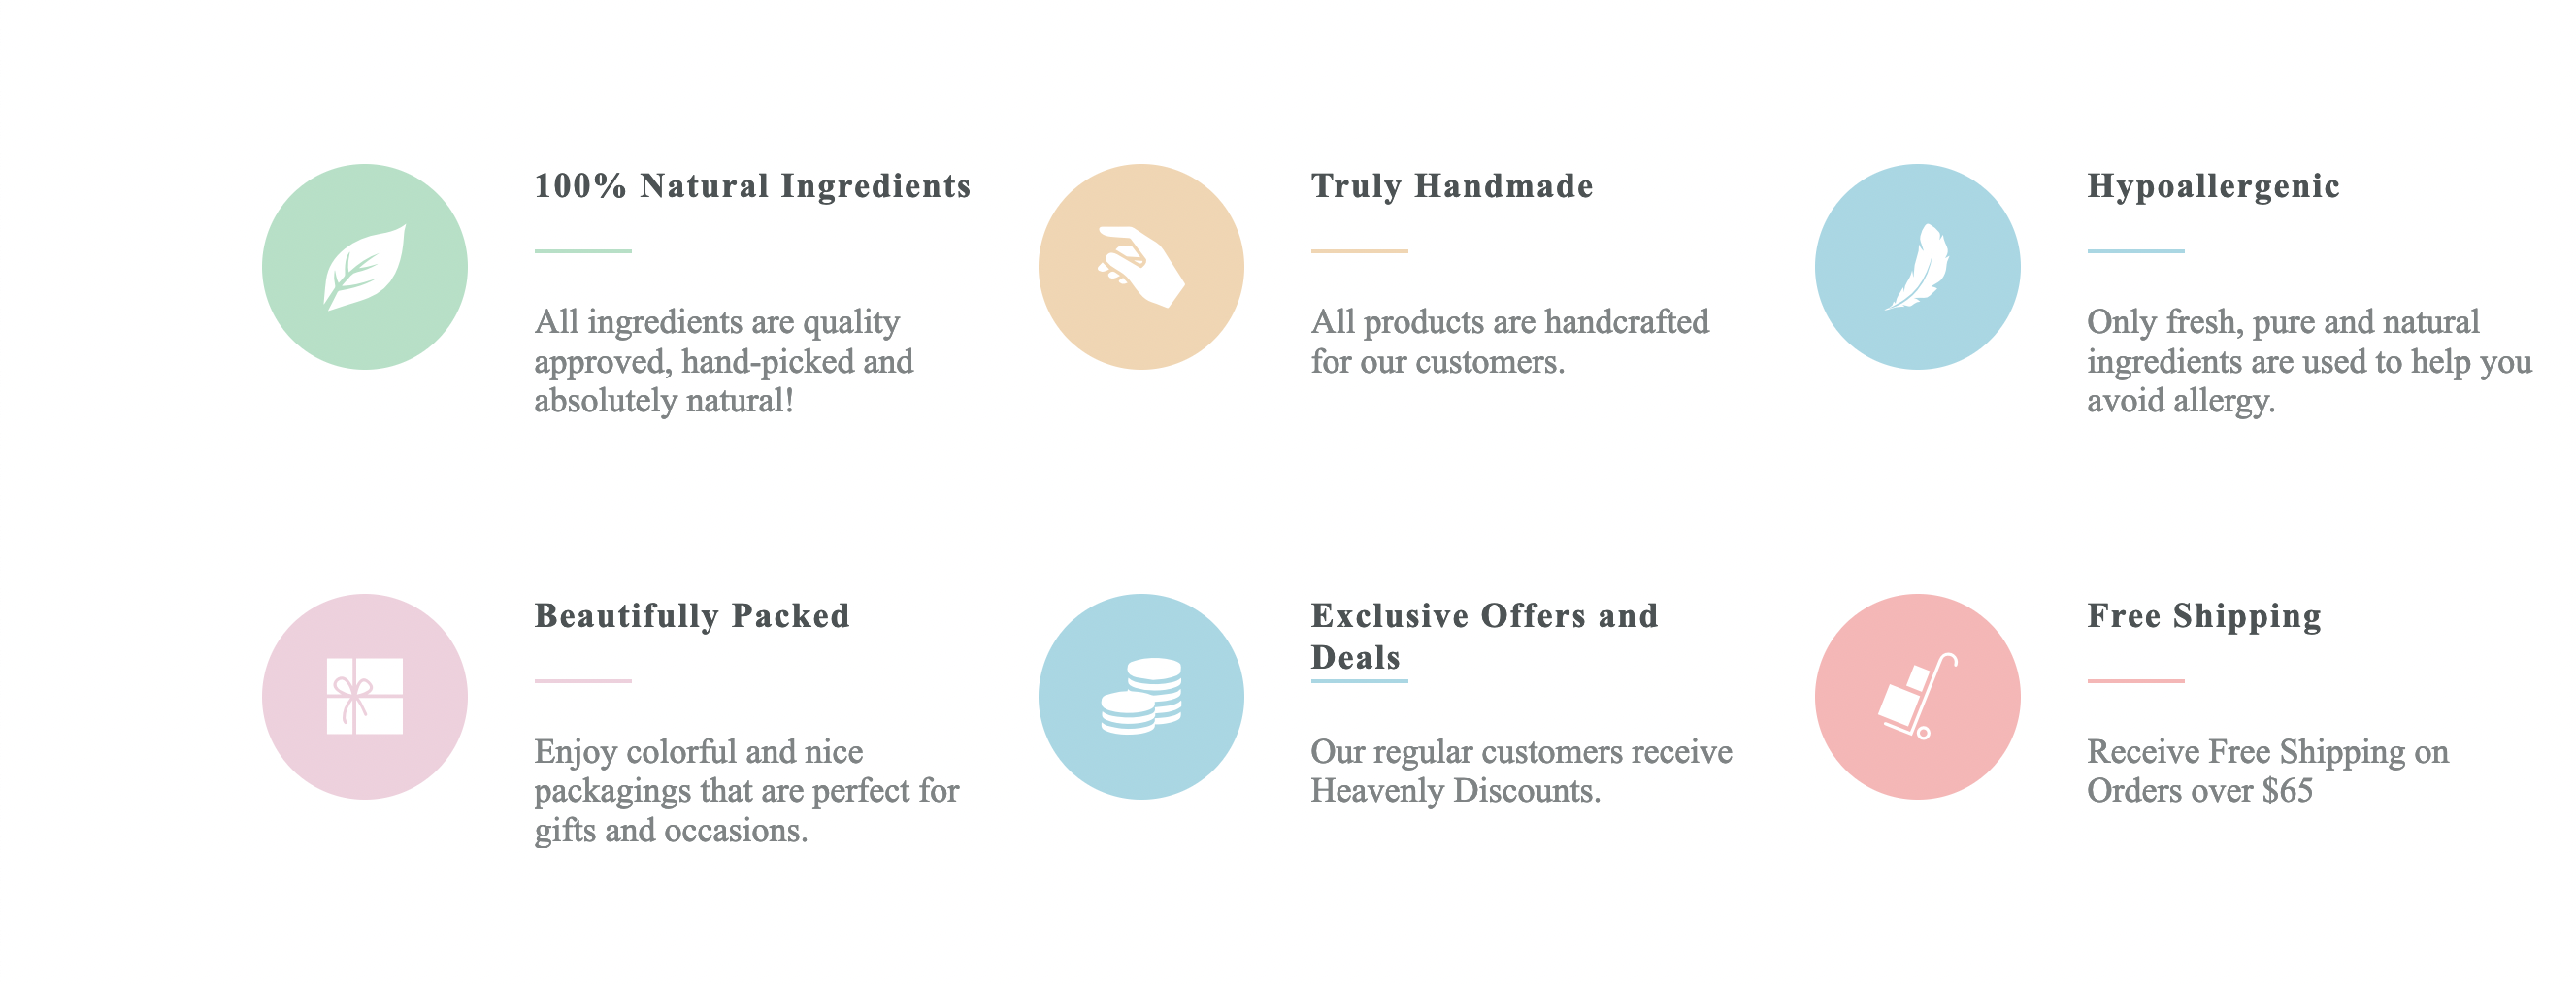 100% Natural Ingredients
All ingredients are quality
approved, hand-picked and
absolutely natural!
Truly Handmade
All products are handcrafted
for our customers.
Hypoallergenic
Only fresh, pure and natural
ingredients are used to help you
avoid allergy.
Beautifully Packed
Enjoy colorful and nice
packagings that are perfect for
gifts and occasions.
Exclusive Offers and
Deals
Our regular customers receive
Heavenly Discounts.
Free Shipping
Receive Free Shipping on
Orders over $65